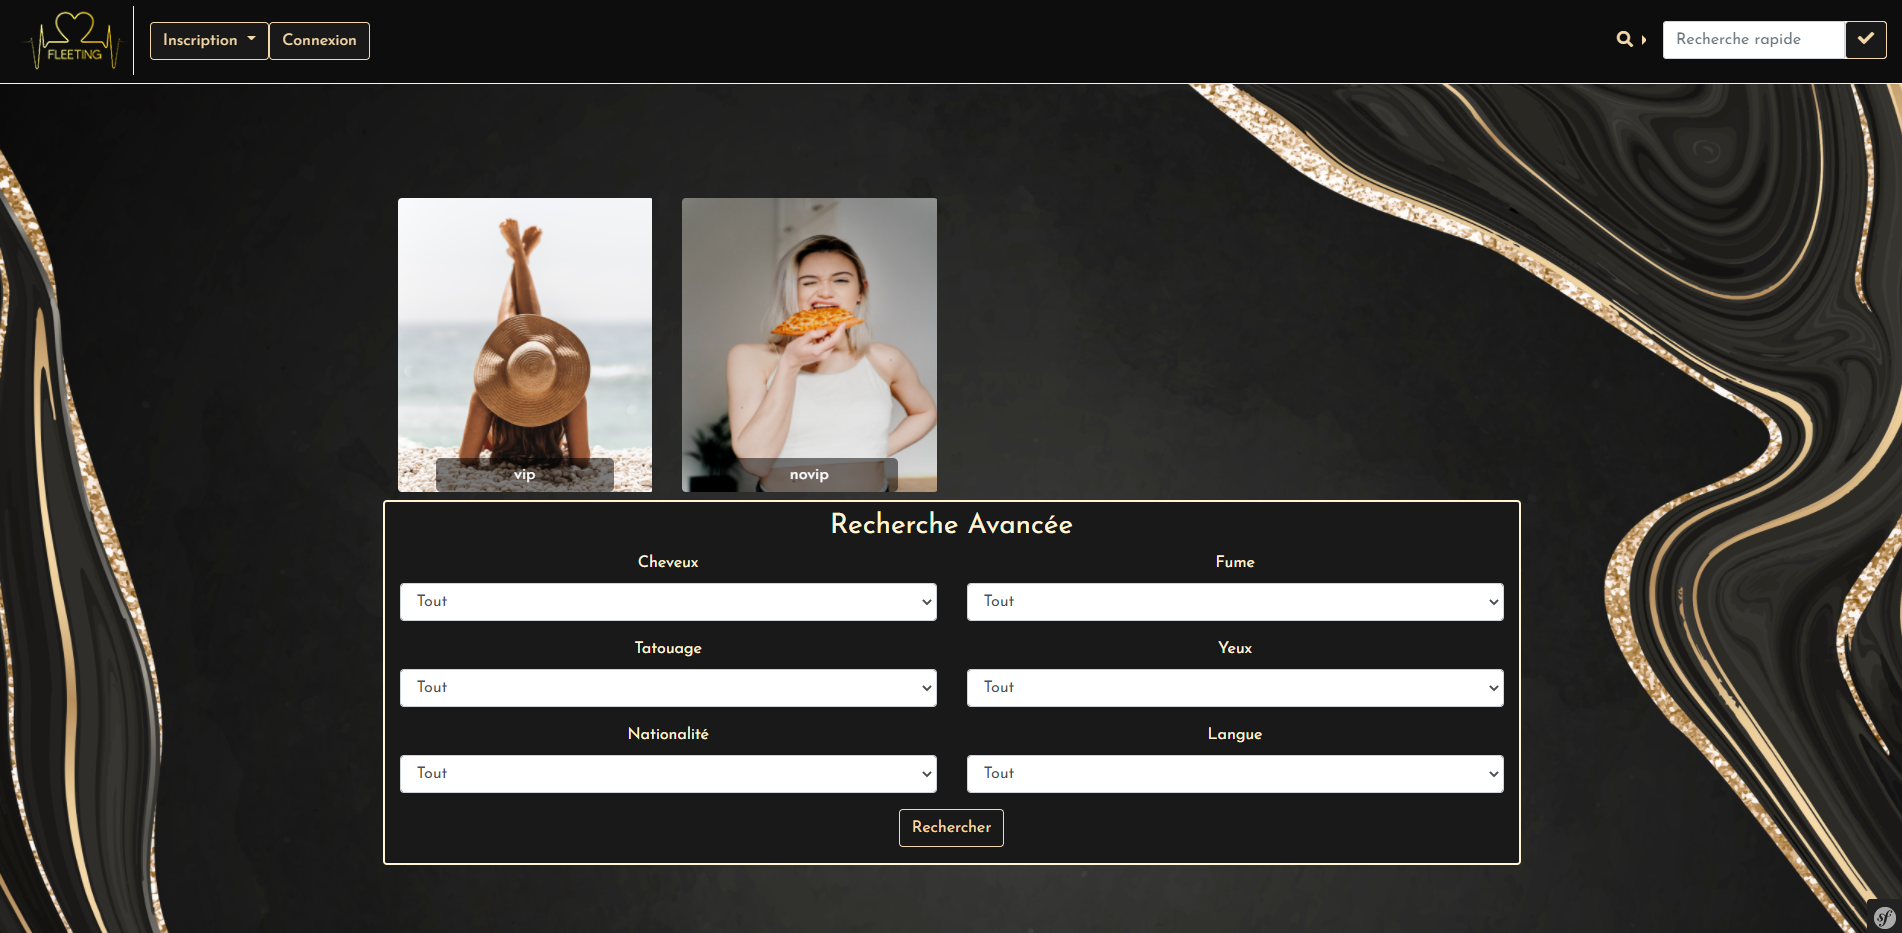 FLEETING
Inscription
Connexion
Recherche rapide
vip
novip
Recherche Avancée
Cheveux
Fume
Tout
Tout
Tatouage
Yeux
Tout
Tout
Nationalité
Langue
Tout
Tout
Rechercher
sf